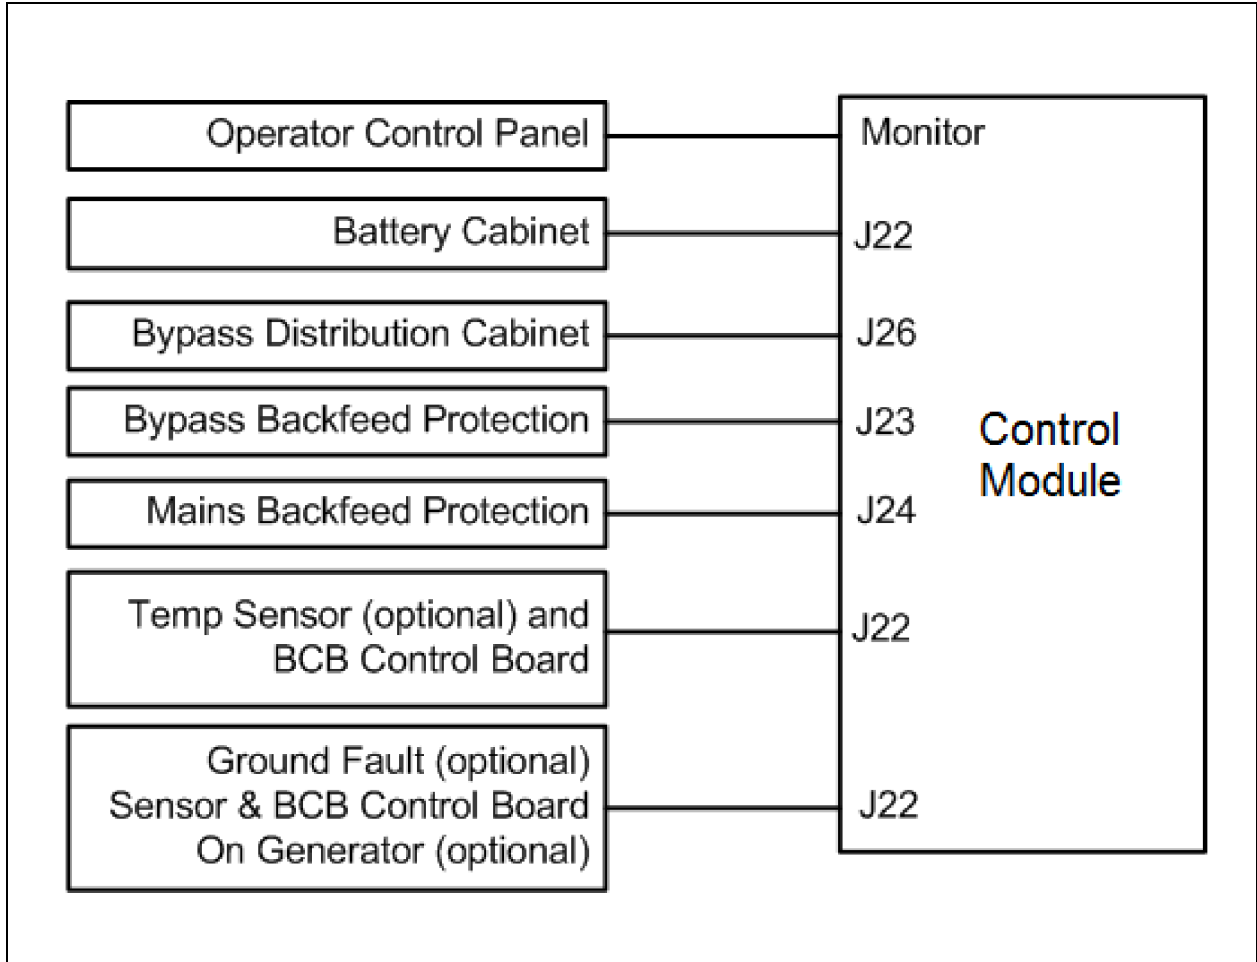 Operator Control Panel
Monitor
Battery Cabinet
J22
Bypass Distribution Cabinet
J26
Bypass Backfeed Protection
J23
Mains Backfeed Protection
J24
Control
Module
Temp Sensor (optional) and
BCB Control Board
J22
Ground Fault (optional)
Sensor & BCB Control Board
On Generator (optional)
J22